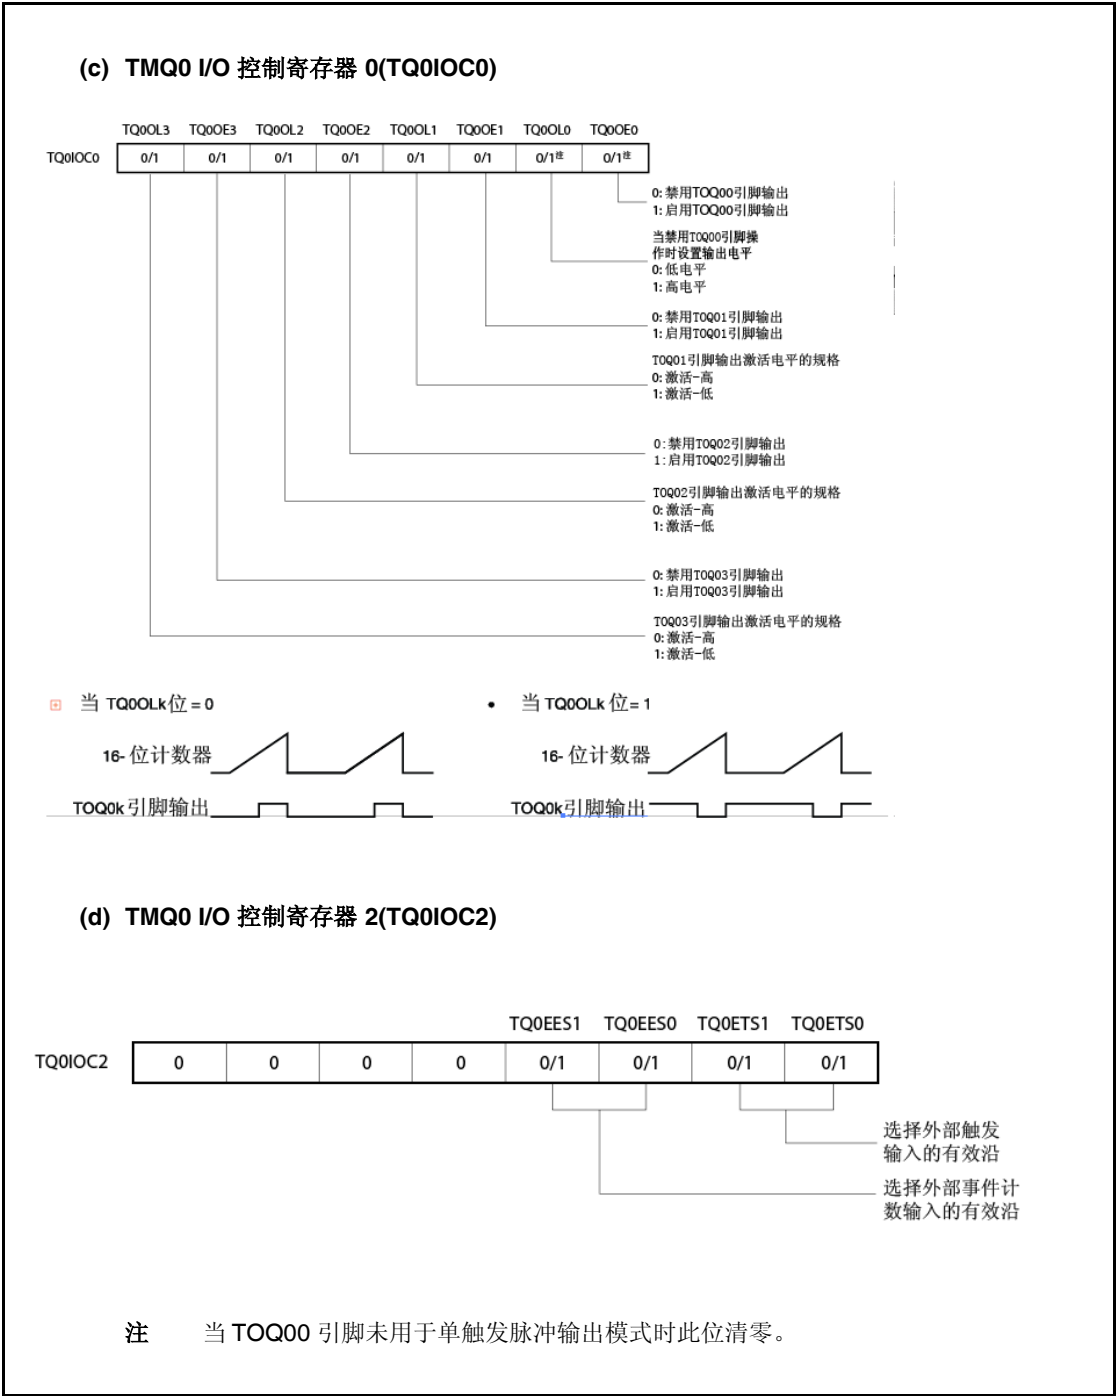 (c) TMQ0 I/O 控制寄存器 0(TQ0IOC0)
TQ0OL3 TQ0OE3 TQ0OL2 TQ0OE2 TQ0OL1 TQ0OE1 TQ0OL0 TQ0OE0
TQ0IOC0 0/1 0/1 0/1 0/1 0/1 0/1 0/1注 0/1注
0:禁用TOQ00引脚输出
1:启用TOQ00引脚输出
当禁用TOQ00引脚操
作时设置输出电平
0:低电平
1:高电平
0:禁用TOQ01引脚输出
1:启用TOQ01引脚输出
TOQ01引脚输出激活电平的规格
0:激活-高
1:激活-低
0:禁用TOQ02引脚输出
1:启用TOQ02引脚输出
TOQ02引脚输出激活电平的规格
0:激活-高
1:激活-低
0:禁用TOQ03引脚输出
1:启用TOQ03引脚输出
TOQ03引脚输出激活电平的规格
0:激活-高
1:激活-低
当 TQ0OLk位 = 0
16- 位计数器
TOQ0k 引脚输出
• 当 TQ0OLk 位= 1
16- 位计数器
TOQ0k引脚输出
(d) TMQ0 I/O 控制寄存器 2(TQ0IOC2)
TQ0EES1 TQ0EES0 TQ0ETS1 TQ0ETS0
TQ0IOC2 0 0 0 0 0/1 0/1 0/1 0/1
选择外部触发
输入的有效沿
选择外部事件计
数输入的有效沿
注 当 TOQ00 引脚未用于单触发脉冲输出模式时此位清零。